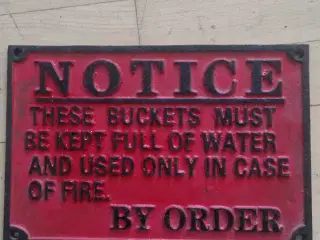 NOTICE
THESE BUCKETS MUST
BE KEPT FULL OF WATER
AND USED ONLY IN CASE
OF FIRE.
BY ORDER